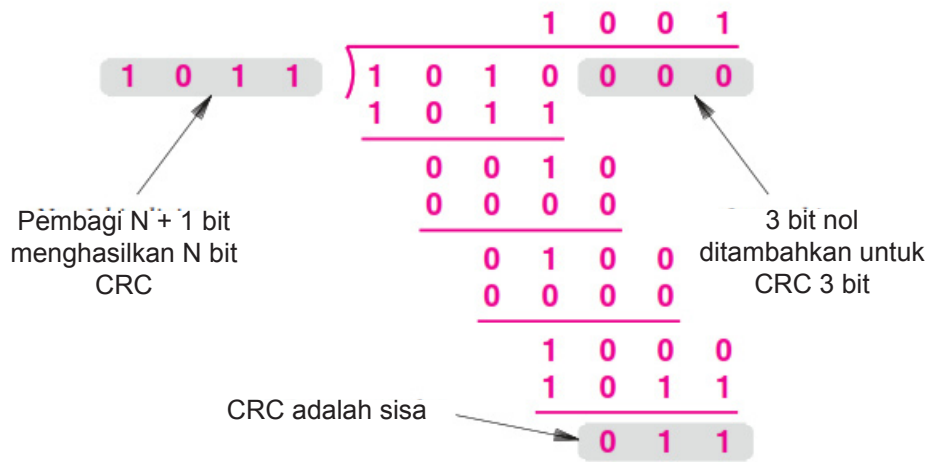 1 0 0 1
1 0 1 1 ) 1 0 1 0 0 0 0
1 0 1 1
0 0 1 0
0 0 0 0
0 1 0 0
0 0 0 0
1 0 0 0
1 0 1 1
0 1 1
Pembagi N + 1 bit
menghasilkan N bit
CRC
3 bit nol
ditambahkan untuk
CRC 3 bit
CRC adalah sisa